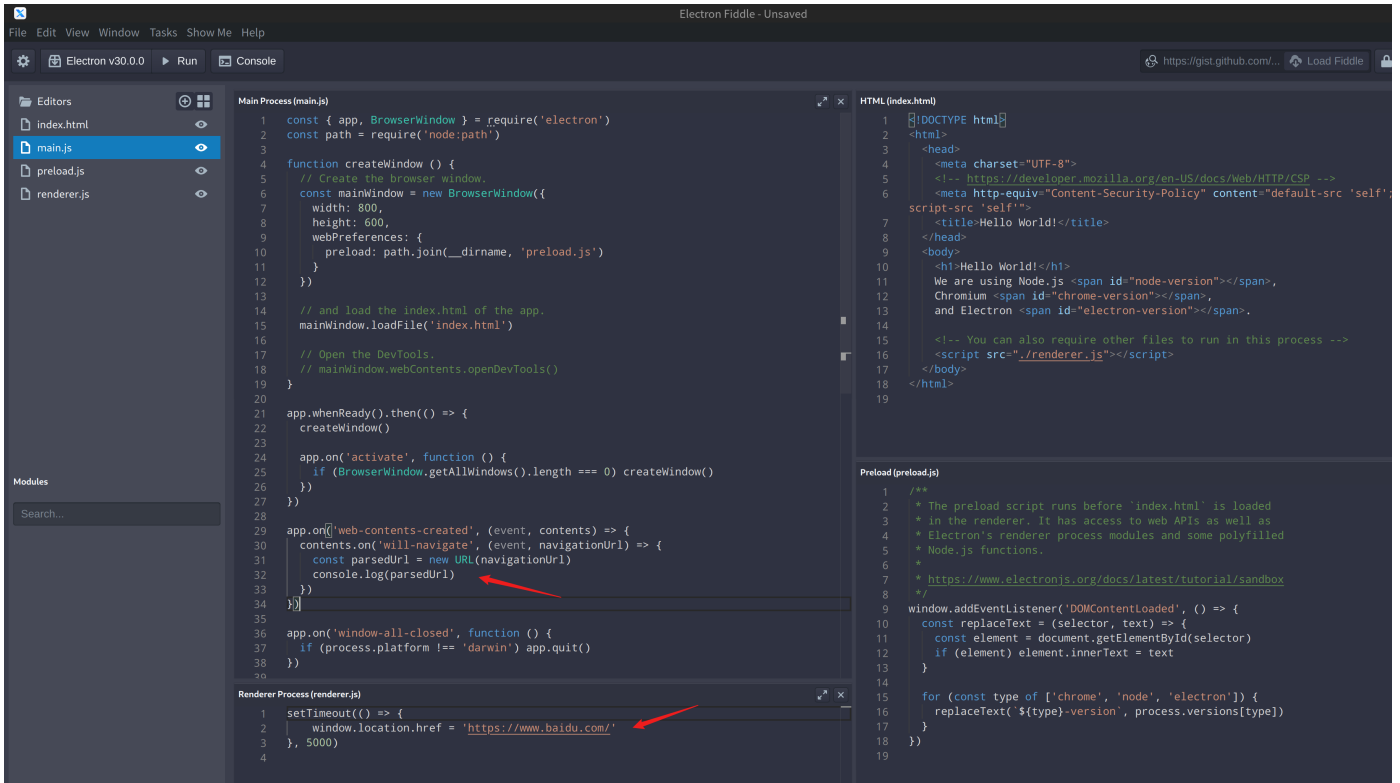 Electron Fiddle - Unsaved
File Edit View Window Tasks Show Me Help
Electron v30.0.0 Run Console https://gist.github.com/... Load Fiddle
Editors
index.html
main.js
preload.js
renderer.js
Modules
Search...
Main Process (main.js)
1 const { app, BrowserWindow } = require('electron')
2 const path = require('node:path')
3
4 function createWindow () {
5 // Create the browser window.
6 const mainWindow = new BrowserWindow({
7 width: 800,
8 height: 600,
9 webPreferences: {
10 preload: path.join(__dirname, 'preload.js')
11 }
12 })
13
14 // and load the index.html of the app.
15 mainWindow.loadFile('index.html')
16
17 // Open the DevTools.
18 // mainWindow.webContents.openDevTools()
19 }
20
21 app.whenReady().then(() => {
22 createWindow()
23
24 app.on('activate', function () {
25 if (BrowserWindow.getAllWindows().length === 0) createWindow()
26 })
27 })
28
29 app.on('web-contents-created', (event, contents) => {
30 contents.on('will-navigate', (event, navigationUrl) => {
31 const parsedUrl = new URL(navigationUrl)
32 console.log(parsedUrl)
33 })
34 })
35
36 app.on('window-all-closed', function () {
37 if (process.platform !== 'darwin') app.quit()
38 })
39
Renderer Process (renderer.js)
1 setTimeout(() => {
2 window.location.href = 'https://www.baidu.com/'
3 }, 5000)
4
HTML (index.html)
1 <!DOCTYPE html>
2 <html>
3 <head>
4 <meta charset="UTF-8">
5 <!-- https://developer.mozilla.org/en-US/docs/Web/HTTP/CSP -->
6 <meta http-equiv="Content-Security-Policy" content="default-src 'self';
script-src 'self'">
7 <title>Hello World!</title>
8 </head>
9 <body>
10 <h1>Hello World!</h1>
11 We are using Node.js <span id="node-version"></span>,
12 Chromium <span id="chrome-version"></span>,
13 and Electron <span id="electron-version"></span>.
14
15 <!-- You can also require other files to run in this process -->
16 <script src="./renderer.js"></script>
17 </body>
18 </html>
19
Preload (preload.js)
1 /**
2 * The preload script runs before `index.html` is loaded
3 * in the renderer. It has access to web APIs as well as
4 * Electron's renderer process modules and some polyfilled
5 * Node.js functions.
6 *
7 * https://www.electronjs.org/docs/latest/tutorial/sandbox
8 */
9 window.addEventListener('DOMContentLoaded', () => {
10 const replaceText = (selector, text) => {
11 const element = document.getElementById(selector)
12 if (element) element.innerText = text
13 }
14
15 for (const type of ['chrome', 'node', 'electron']) {
16 replaceText(`${type}-version`, process.versions[type])
17 }
18 })
19